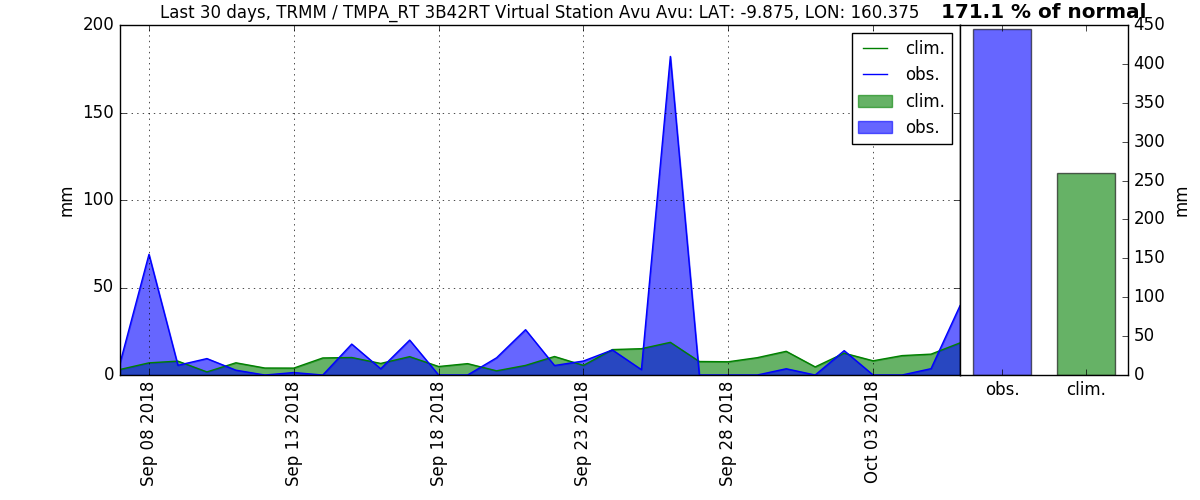 Last 30 days, TRMM / TMPA_RT 3B42RT Virtual Station Avu Avu: LAT: -9.875, LON: 160.375
171.1 % of normal
200
150
100
50
0
mm
clim.
obs.
clim.
obs.
450
400
350
300
250
200
150
100
50
0
mm
Sep 08 2018
Sep 13 2018
Sep 18 2018
Sep 23 2018
Sep 28 2018
Oct 03 2018
obs.
clim.